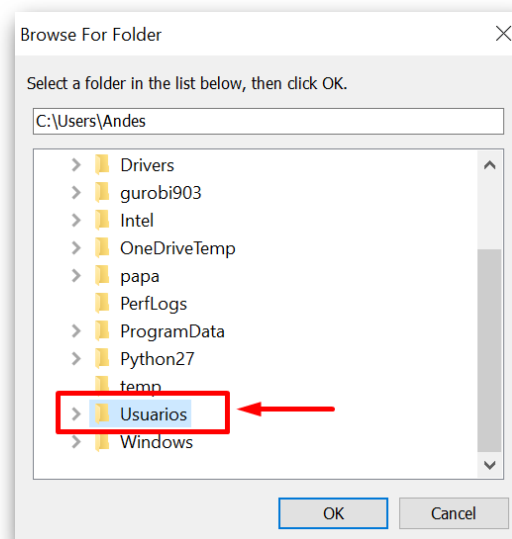 Browse For Folder
Select a folder in the list below, then click OK.
C:\Users\Andes
Drivers
gurobi903
Intel
OneDriveTemp
papa
PerfLogs
ProgramData
Python27
temp
Usuarios
Windows
OK Cancel